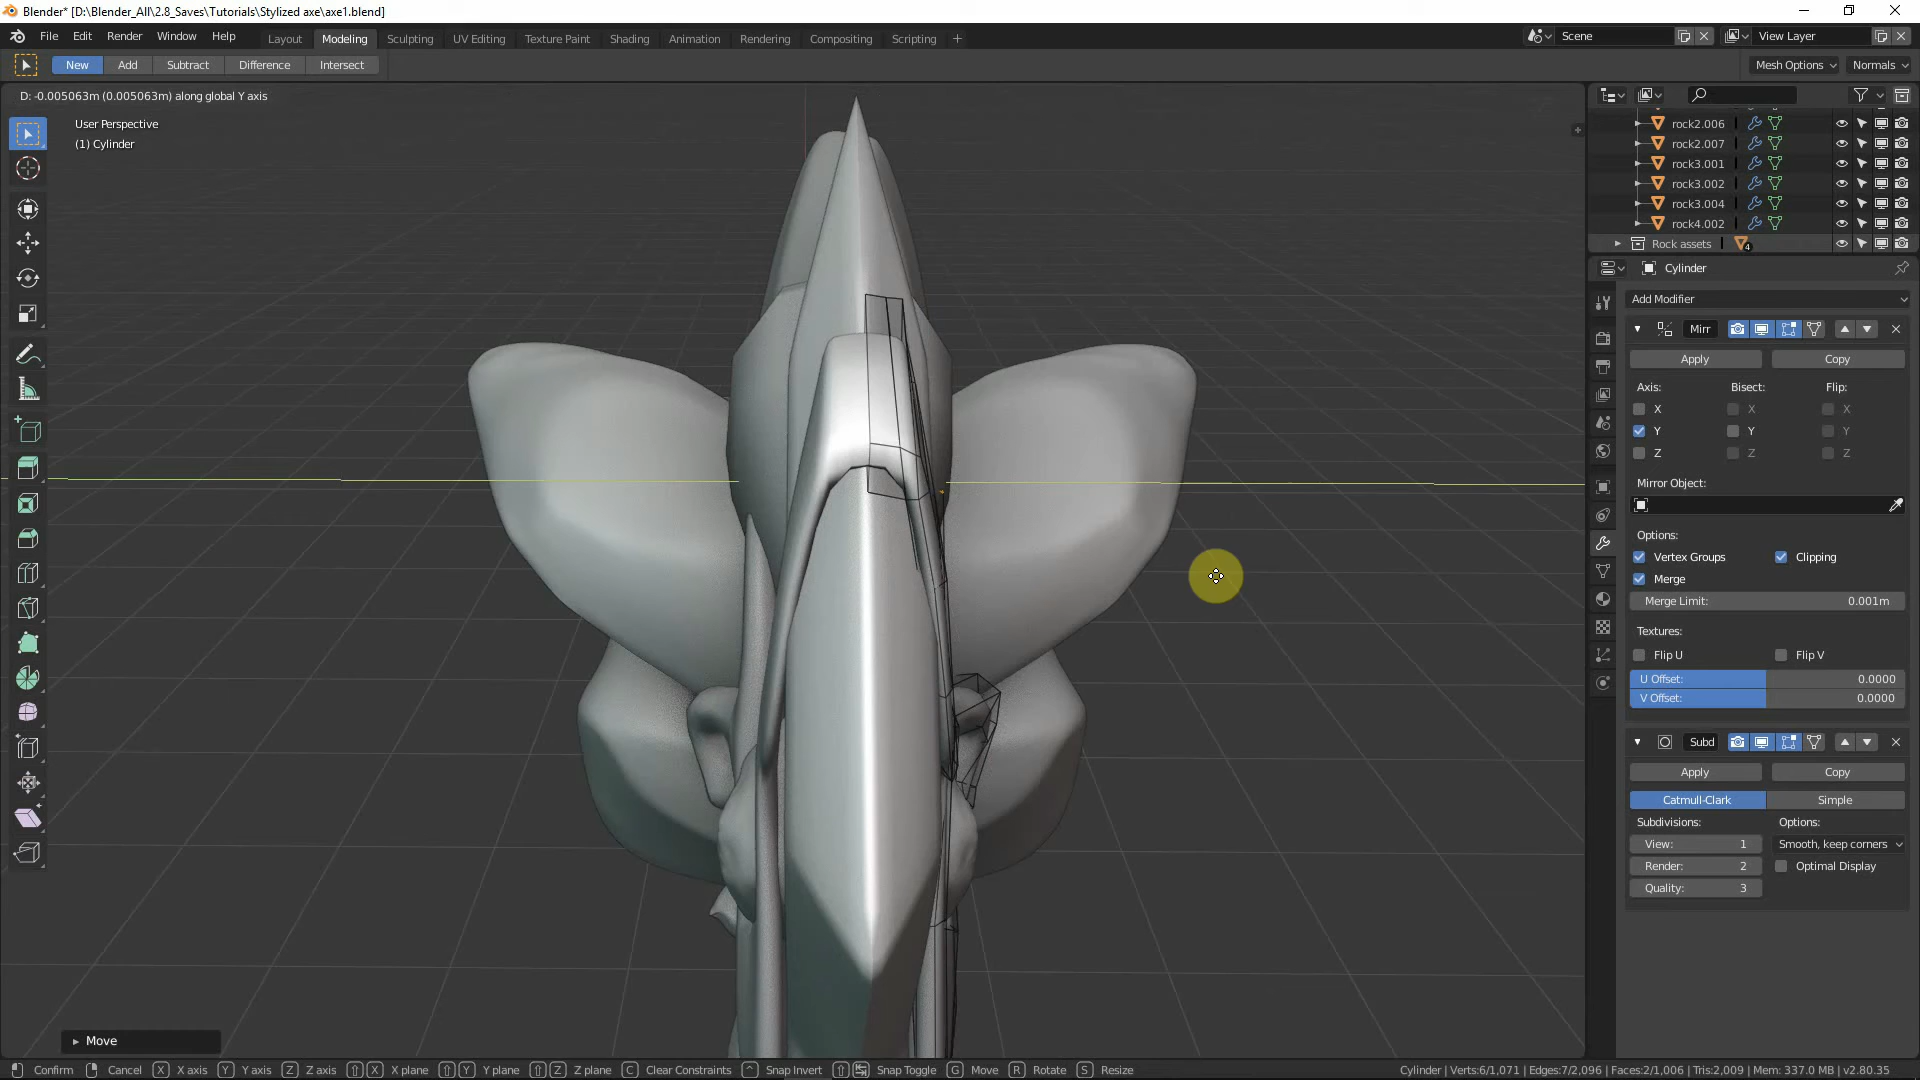 Blender* [D:\Blender_All\2.8_Saves\Tutorials\Stylized axe\axe1.blend]
File Edit Render Window Help Layout Modeling Sculpting UV Editing Texture Paint Shading Animation Rendering Compositing Scripting + Scene View Layer
New Add Subtract Difference Intersect Mesh Options Normals
D: -0.005063m (0.005063m) along global Y axis
User Perspective
(1) Cylinder
rock2.006
rock2.007
rock3.001
rock3.002
rock3.004
rock4.002
Rock assets 4
Cylinder
Add Modifier
Mirr
Apply Copy
Axis: Bisect: Flip:
X X X
Y Y Y
Z Z Z
Mirror Object:
Options:
Vertex Groups Clipping
Merge
Merge Limit: 0.001m
Textures:
Flip U Flip V
U Offset: 0.0000
V Offset: 0.0000
Subd
Apply Copy
Catmull-Clark Simple
Subdivisions: Options:
View: 1 Smooth, keep corners
Render: 2 Optimal Display
Quality: 3
Move
Confirm Cancel X X axis Y Y axis Z Z axis X X plane Y Y plane Z Z plane C Clear Constraints ^ Snap Invert Snap Toggle G Move R Rotate S Resize Cylinder | Verts:6/1,071 | Edges:7/2,096 | Faces:2/1,006 | Tris:2,009 | Mem: 337.0 MB | v2.80.35